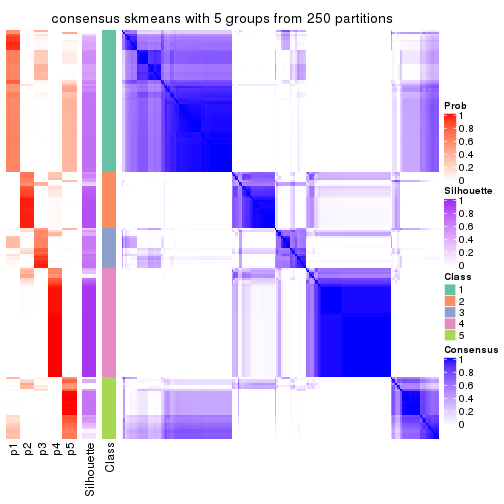 consensus skmeans with 5 groups from 250 partitions
Prob
1
0.8
0.6
0.4
0.2
0
Silhouette
1
0.8
0.6
0.4
0.2
0
Class
1
2
3
4
5
Consensus
1
0.8
0.6
0.4
0.2
0
p1
p2
p3
p4
p5
Silhouette
Class